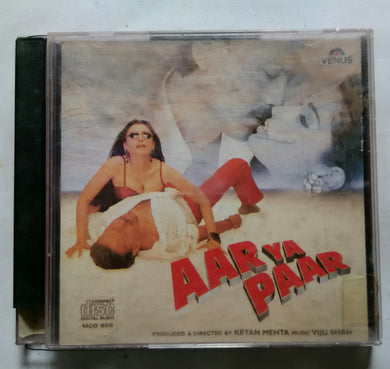 VENUS
AAR YA
PAAR
COMPACT
disc
DIGITAL AUDIO
MCD 606
PRODUCED & DIRECTED BY KETAN MEHTA MUSIC VIJU SHAH